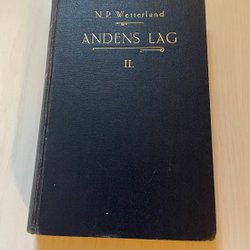 N. P. Wetterlund
ANDENS LAG
II.